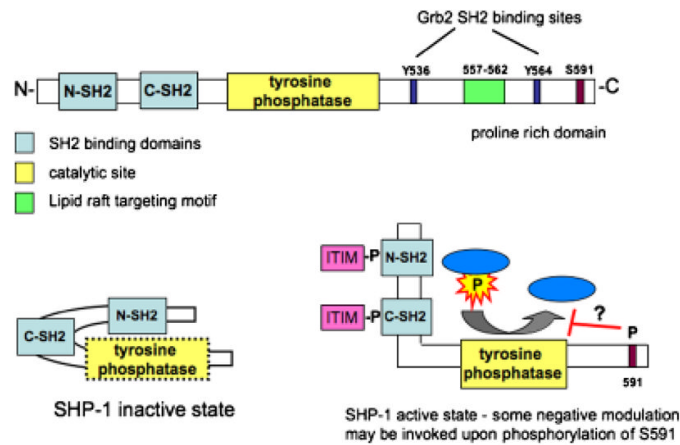 Grb2 SH2 binding sites
Y536
557-562
Y564
S591
N-
N-SH2
C-SH2
tyrosine
phosphatase
-C
SH2 binding domains
proline rich domain
catalytic site
Lipid raft targeting motif
ITIM
-P
N-SH2
P
ITIM
-P
C-SH2
?
P
N-SH2
C-SH2
tyrosine
phosphatase
tyrosine
phosphatase
591
SHP-1 inactive state
SHP-1 active state - some negative modulation
may be invoked upon phosphorylation of S591